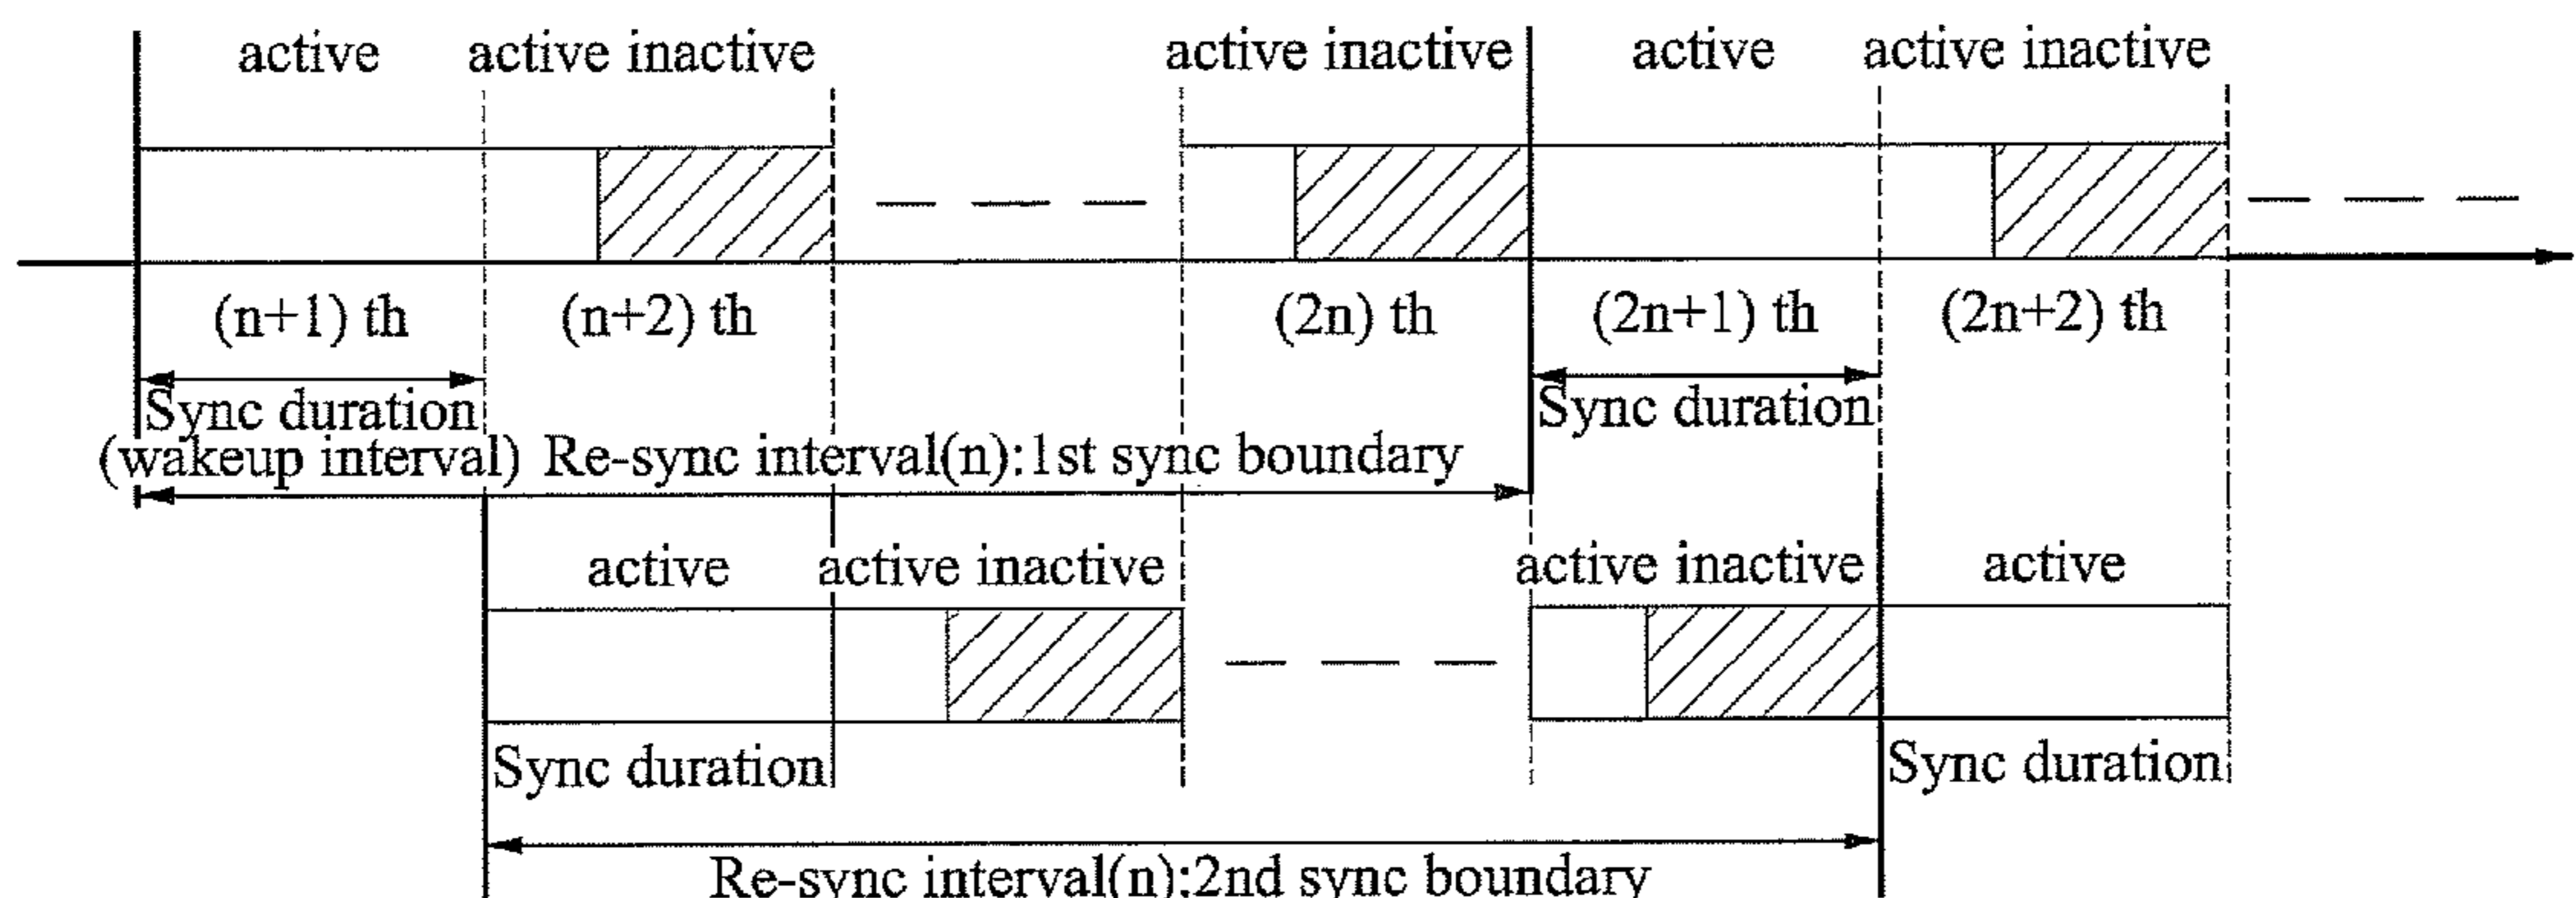 active active inactive active inactive active active inactive
(n+1) th (n+2) th (2n) th (2n+1) th (2n+2) th
Sync duration Sync duration
(wakeup interval) Re-sync interval(n):1st sync boundary
active active inactive active inactive active
Sync duration Sync duration
Re-sync interval(n):2nd sync boundary